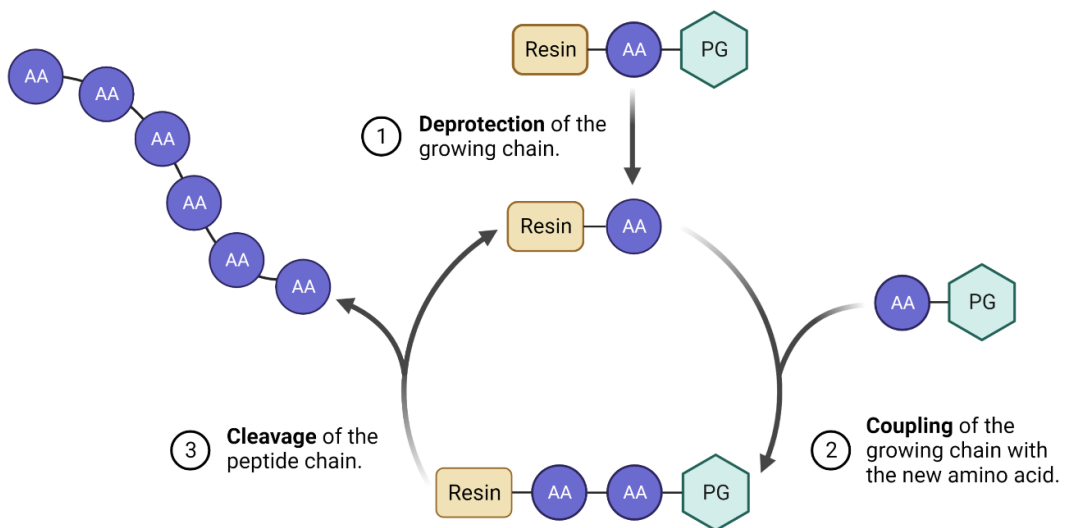 Resin AA PG
1 Deprotection of the
growing chain.
AA
AA
AA
AA
AA
AA
Resin AA
AA PG
2 Coupling of the
growing chain with
the new amino acid.
3 Cleavage of the
peptide chain.
Resin AA AA PG